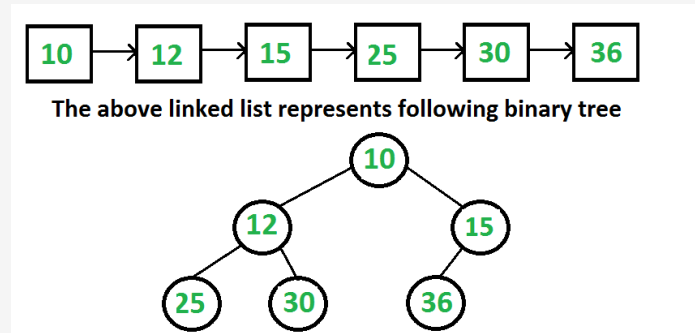 10 12 15 25 30 36
The above linked list represents following binary tree
10
12 15
25 30 36